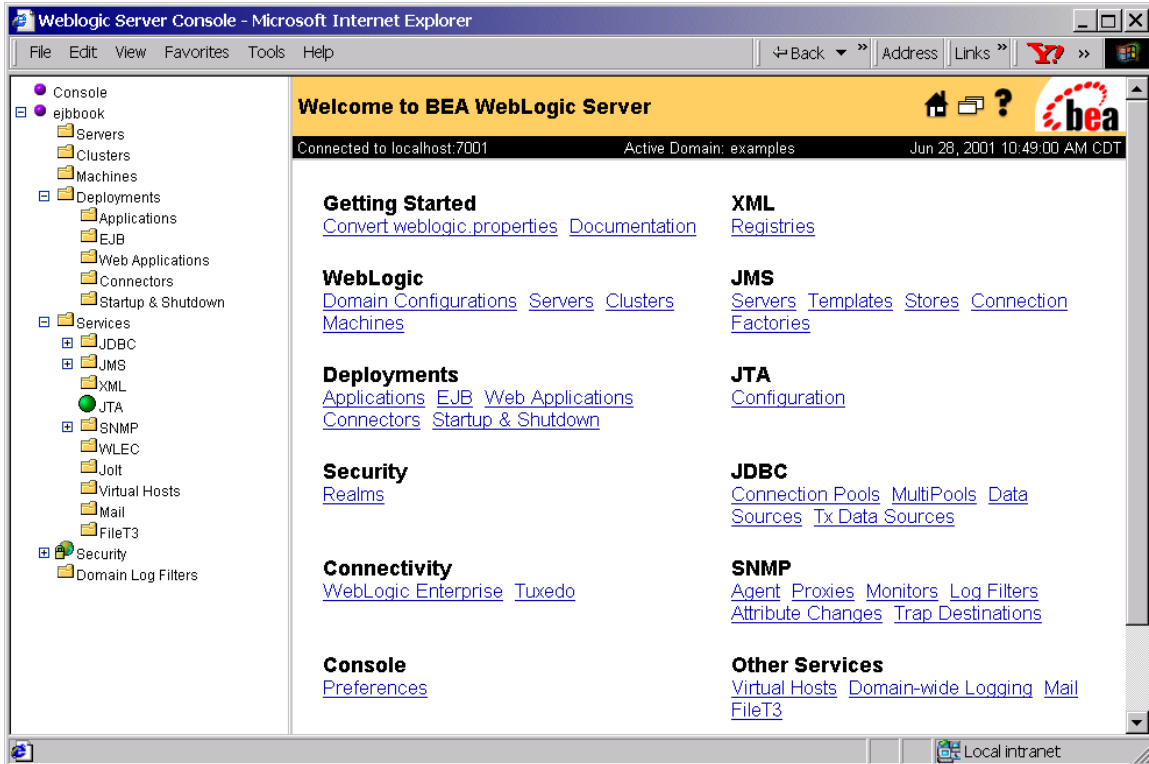 Weblogic Server Console - Microsoft Internet Explorer
File Edit View Favorites Tools Help Back » Address Links » Y! »
Console
ejbbook
Servers
Clusters
Machines
Deployments
Applications
EJB
Web Applications
Connectors
Startup & Shutdown
Services
JDBC
JMS
XML
JTA
SNMP
WLEC
Jolt
Virtual Hosts
Mail
FileT3
Security
Domain Log Filters
Welcome to BEA WebLogic Server ? bea
Connected to localhost:7001 Active Domain: examples Jun 28, 2001 10:49:00 AM CDT
Getting Started
Convert weblogic.properties Documentation
XML
Registries
WebLogic
Domain Configurations Servers Clusters
Machines
JMS
Servers Templates Stores Connection
Factories
Deployments
Applications EJB Web Applications
Connectors Startup & Shutdown
JTA
Configuration
Security
Realms
JDBC
Connection Pools MultiPools Data
Sources Tx Data Sources
Connectivity
WebLogic Enterprise Tuxedo
SNMP
Agent Proxies Monitors Log Filters
Attribute Changes Trap Destinations
Console
Preferences
Other Services
Virtual Hosts Domain-wide Logging Mail
FileT3
Local intranet